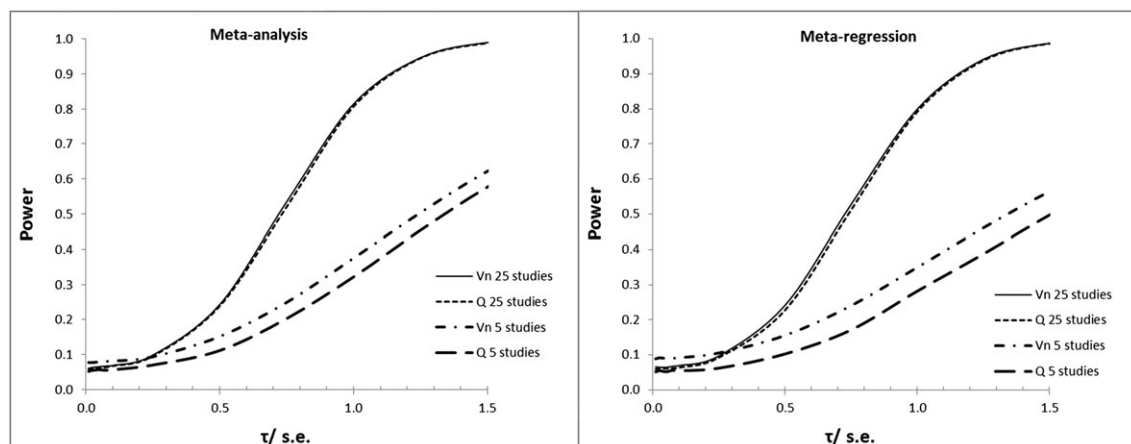 Meta-analysis
1.0
0.9
0.8
0.7
0.6
0.5
0.4
0.3
0.2
0.1
0.0
Power
Vn 25 studies
Q 25 studies
Vn 5 studies
Q 5 studies
0.0 0.5 1.0 1.5
τ/ s.e.
Meta-regression
1.0
0.9
0.8
0.7
0.6
0.5
0.4
0.3
0.2
0.1
0.0
Power
Vn 25 studies
Q 25 studies
Vn 5 studies
Q 5 studies
0.0 0.5 1.0 1.5
τ/ s.e.